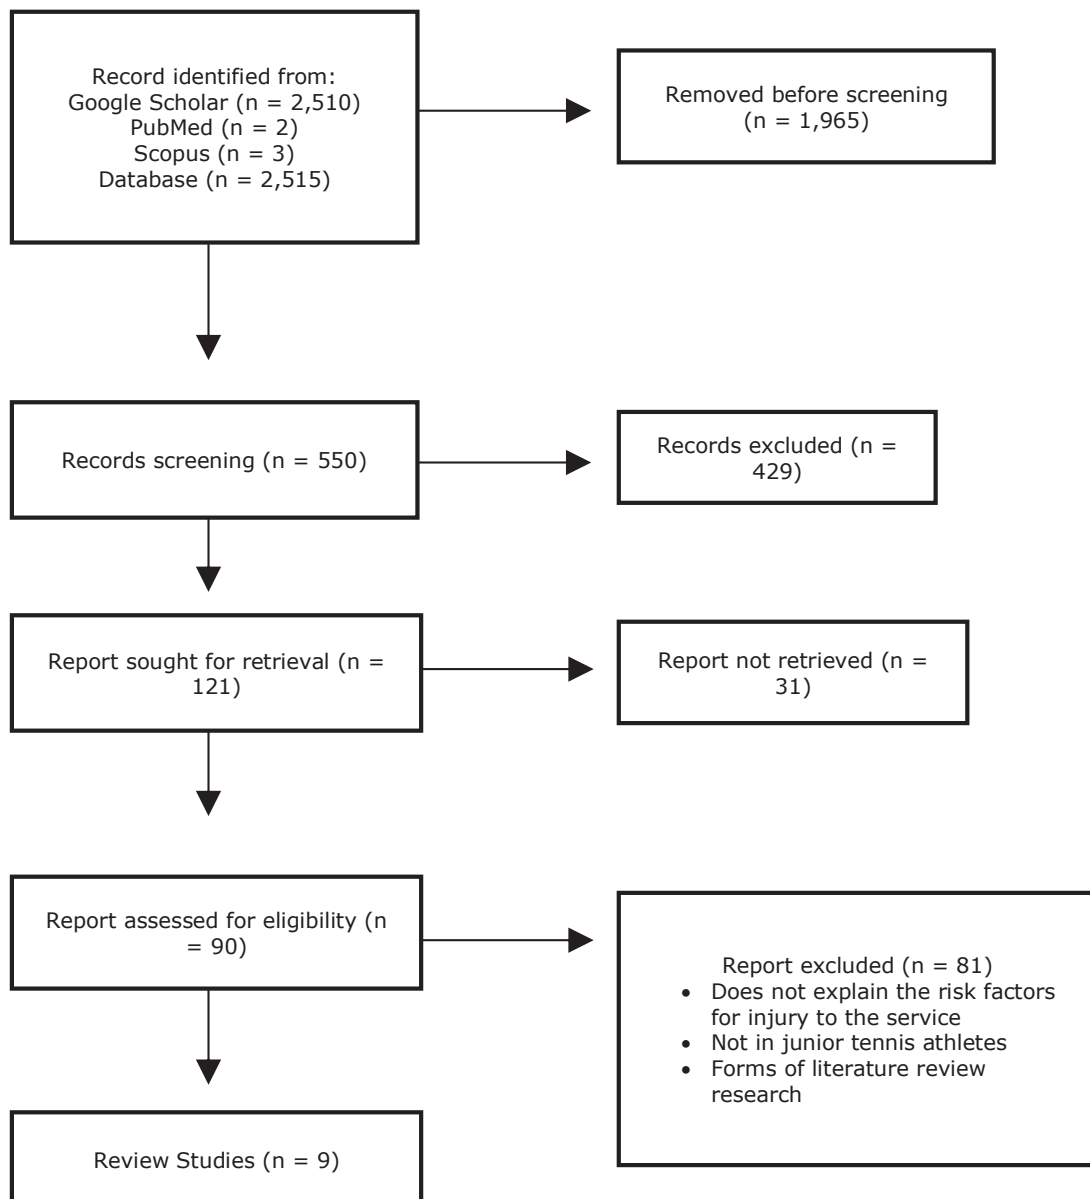 Record identified from:
Google Scholar (n = 2,510)
PubMed (n = 2)
Scopus (n = 3)
Database (n = 2,515)
Removed before screening
(n = 1,965)
Records screening (n = 550)
Records excluded (n =
429)
Report sought for retrieval (n =
121)
Report not retrieved (n =
31)
Report assessed for eligibility (n
= 90)
Report excluded (n = 81)
• Does not explain the risk factors
for injury to the service
• Not in junior tennis athletes
• Forms of literature review
research
Review Studies (n = 9)